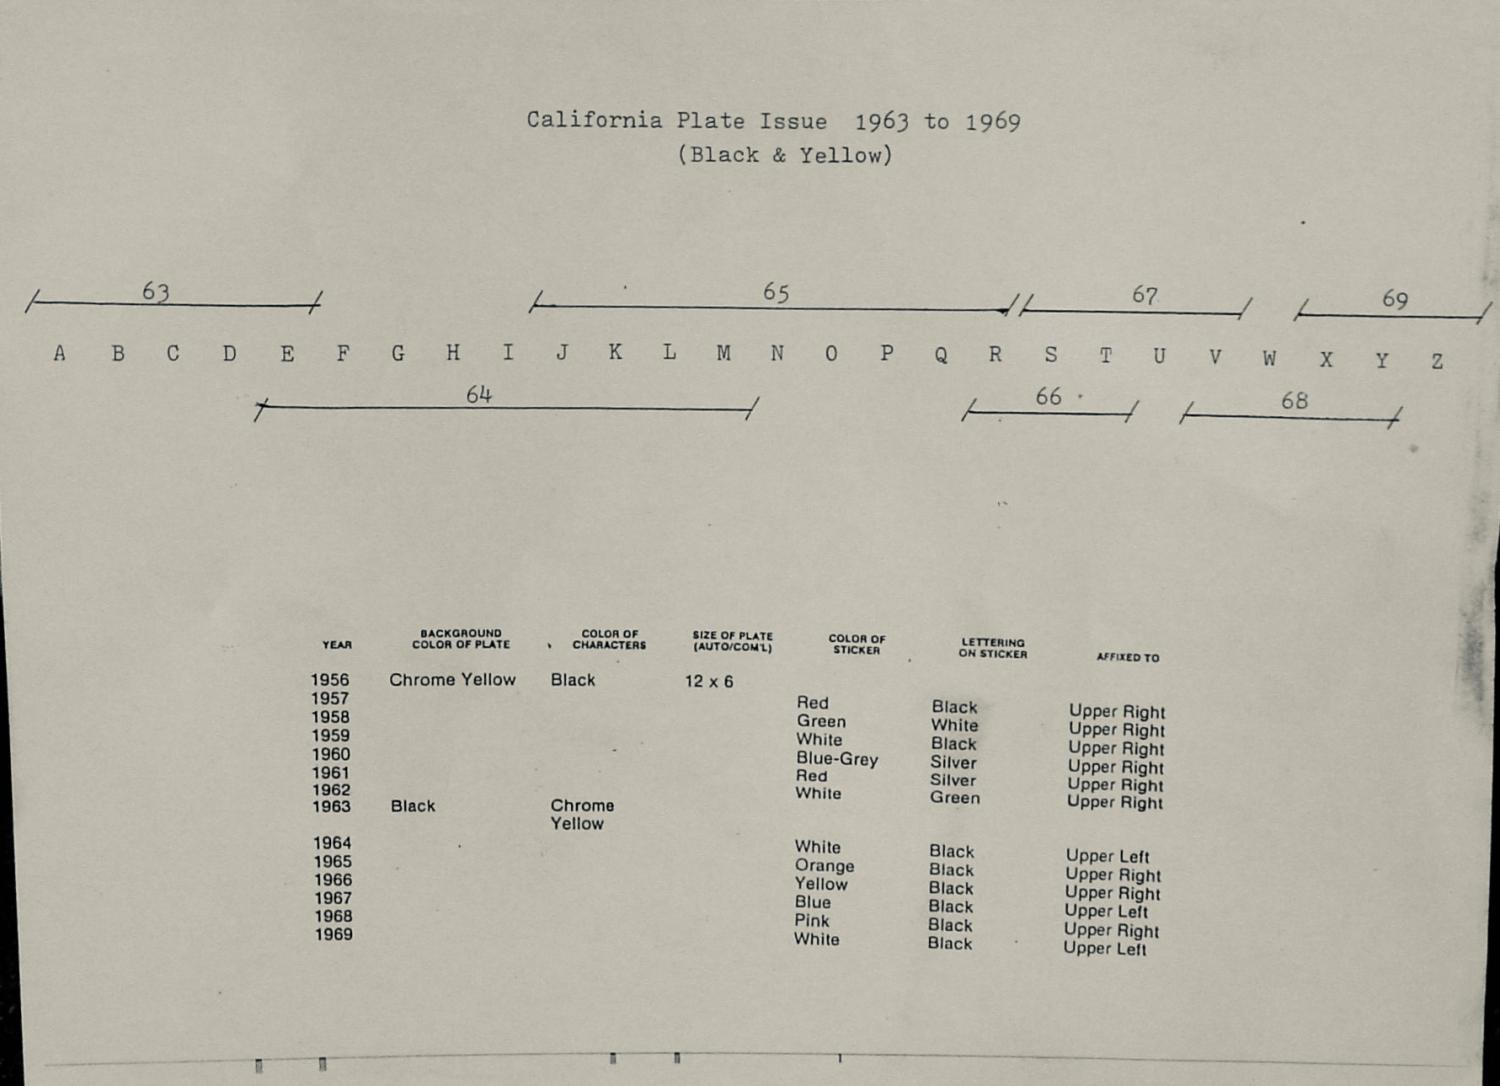 California Plate Issue 1963 to 1969
(Black & Yellow)
63 65 67 69
A B C D E F G H I J K L M N O P Q R S T U V W X Y Z
64 66 68
YEAR BACKGROUND COLOR OF PLATE COLOR OF CHARACTERS SIZE OF PLATE (AUTO/COM'L) COLOR OF STICKER LETTERING ON STICKER AFFIXED TO
1956 Chrome Yellow Black 12 x 6
1957 Red Black Upper Right
1958 Green White Upper Right
1959 White Black Upper Right
1960 Blue-Grey Silver Upper Right
1961 Red Silver Upper Right
1962 White Green Upper Right
1963 Black Chrome
Yellow
1964 White Black Upper Left
1965 Orange Black Upper Right
1966 Yellow Black Upper Right
1967 Blue Black Upper Left
1968 Pink Black Upper Right
1969 White Black Upper Left